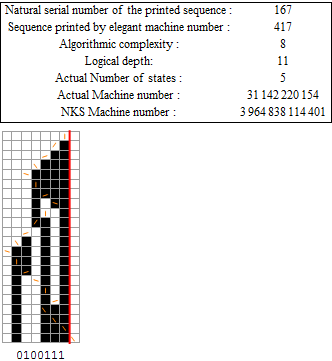 Natural serial number of the printed sequence : 167
Sequence printed by elegant machine number : 417
Algorithmic complexity : 8
Logical depth: 11
Actual Number of states : 5
Actual Machine number : 31 142 220 154
NKS Machine number : 3 964 838 114 401
0100111